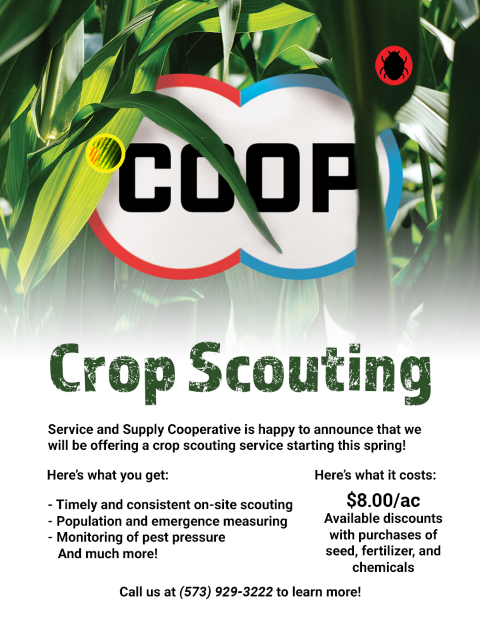 COOP
Crop Scouting
Service and Supply Cooperative is happy to announce that we
will be offering a crop scouting service starting this spring!
Here's what you get:
- Timely and consistent on-site scouting
- Population and emergence measuring
- Monitoring of pest pressure
And much more!
Here's what it costs:
$8.00/ac
Available discounts
with purchases of
seed, fertilizer, and
chemicals
Call us at (573) 929-3222 to learn more!